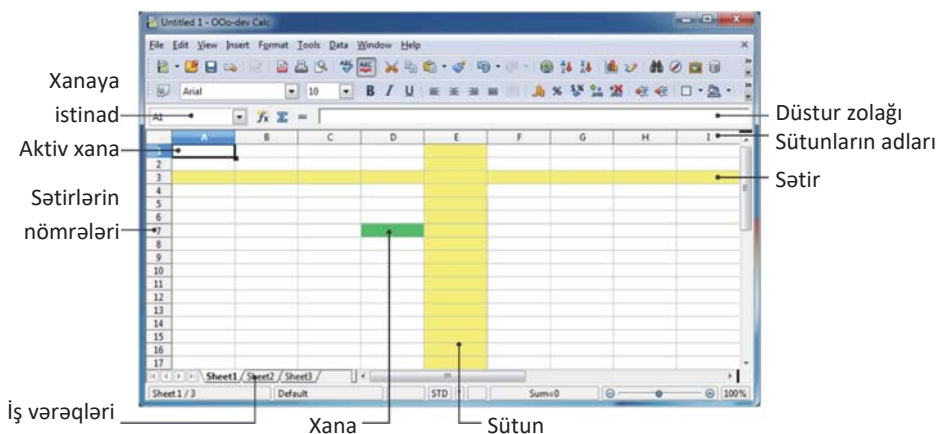 Untitled 1 - OOo-dev Calc
File Edit View Insert Format Tools Data Window Help
Arial 10 B I U
Xanaya
istinad
A1
Düstur zolağı
A B C D E F G H I
Sütunların adları
Aktiv xana
1
2
3
Sətir
4
5
6
Sətirlərin
nömrələri
7
8
9
10
11
12
13
14
15
16
17
Sheet1 Sheet2 Sheet3
Sheet 1 / 3 Default STD Sum=0 100%
İş vərəqləri
Xana
Sütun